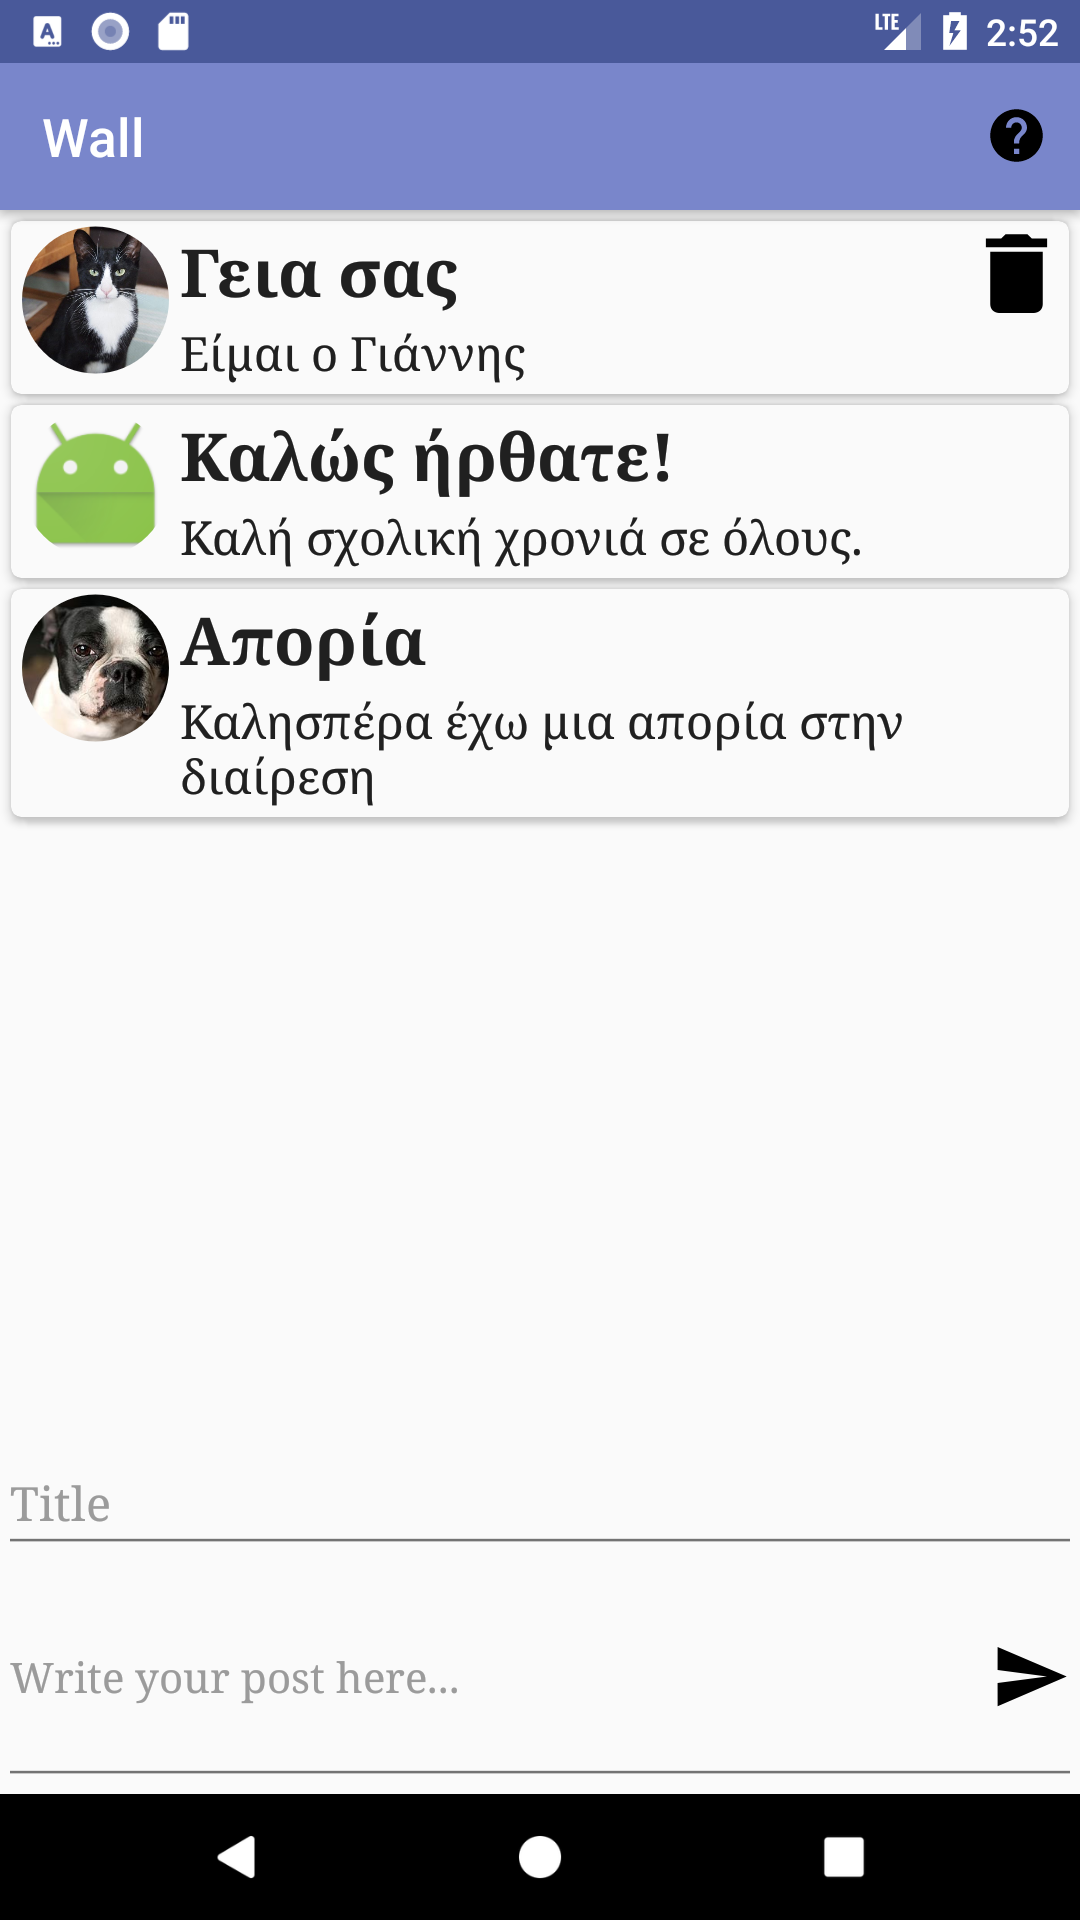 LTE 2:52
Wall
Γεια σας
Είμαι ο Γιάννης
Καλώς ήρθατε!
Καλή σχολική χρονιά σε όλους.
Απορία
Καλησπέρα έχω μια απορία στην
διαίρεση
Title
Write your post here...